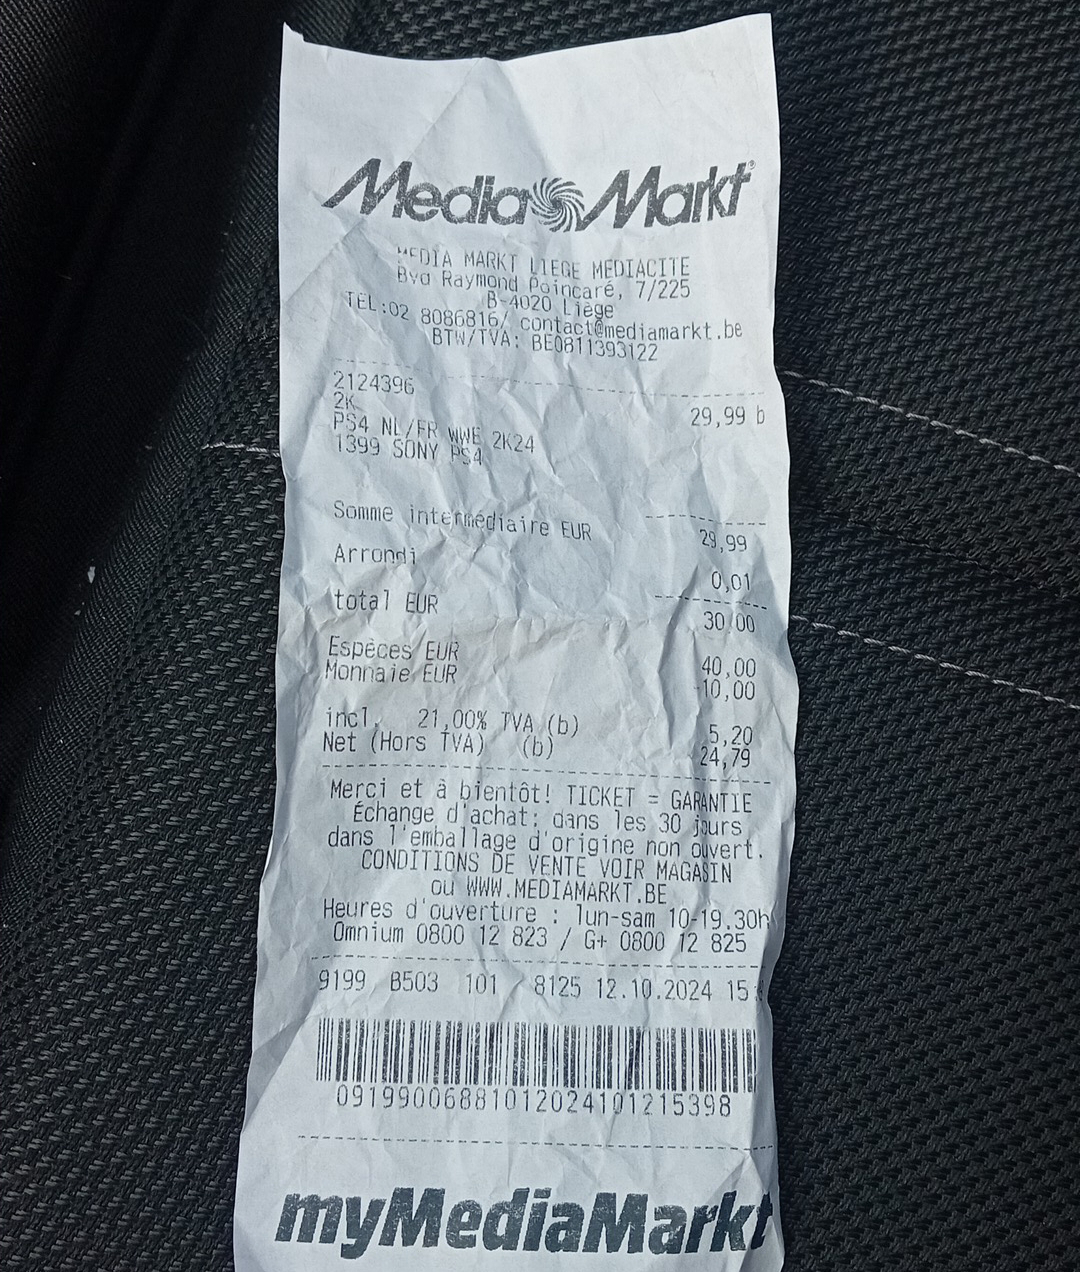 Media Markt®
MEDIA MARKT LIEGE MEDIACITE
Bvd Raymond Poincaré, 7/225
B-4020 Liège
TEL:02 8086816/ contact@mediamarkt.be
BTW/TVA: BE0811393122
2124396
2K 29,99 b
PS4 NL/FR WWE 2K24
1399 SONY PS4
Somme intermédiaire EUR 29,99
Arrondi 0,01
total EUR 30,00
Espèces EUR 40,00
Monnaie EUR -10,00
incl. 21,00% TVA (b) 5,20
Net (Hors TVA) (b) 24,79
Merci et à bientôt! TICKET = GARANTIE
Échange d'achat: dans les 30 jours
dans l'emballage d'origine non ouvert.
CONDITIONS DE VENTE VOIR MAGASIN
ou WWW.MEDIAMARKT.BE
Heures d'ouverture : lun-sam 10-19.30h
Omnium 0800 12 823 / G+ 0800 12 825
9199 B503 101 8125 12.10.2024
0919900688101202410​1215398
myMediaMarkt